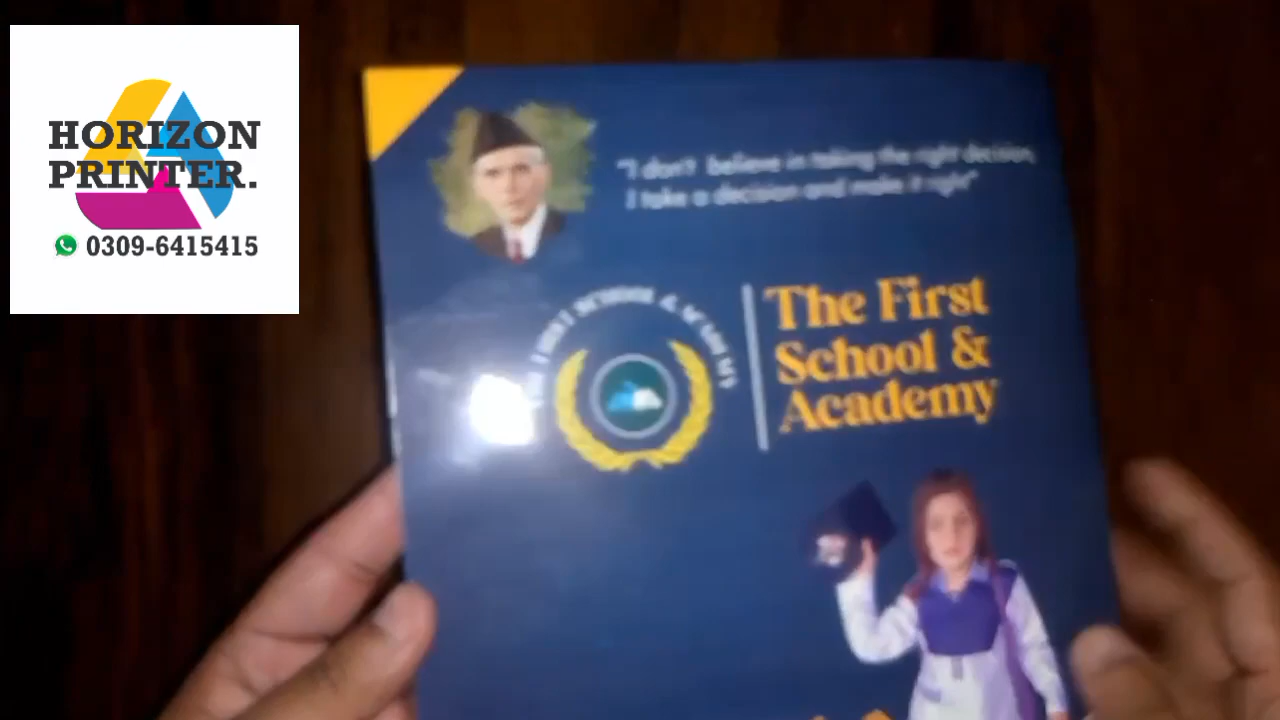 HORIZON
PRINTER.
0309-6415415
"I don't believe in taking the right decision,
I take a decision and make it right"
SCHOOL &
The First
School &
Academy